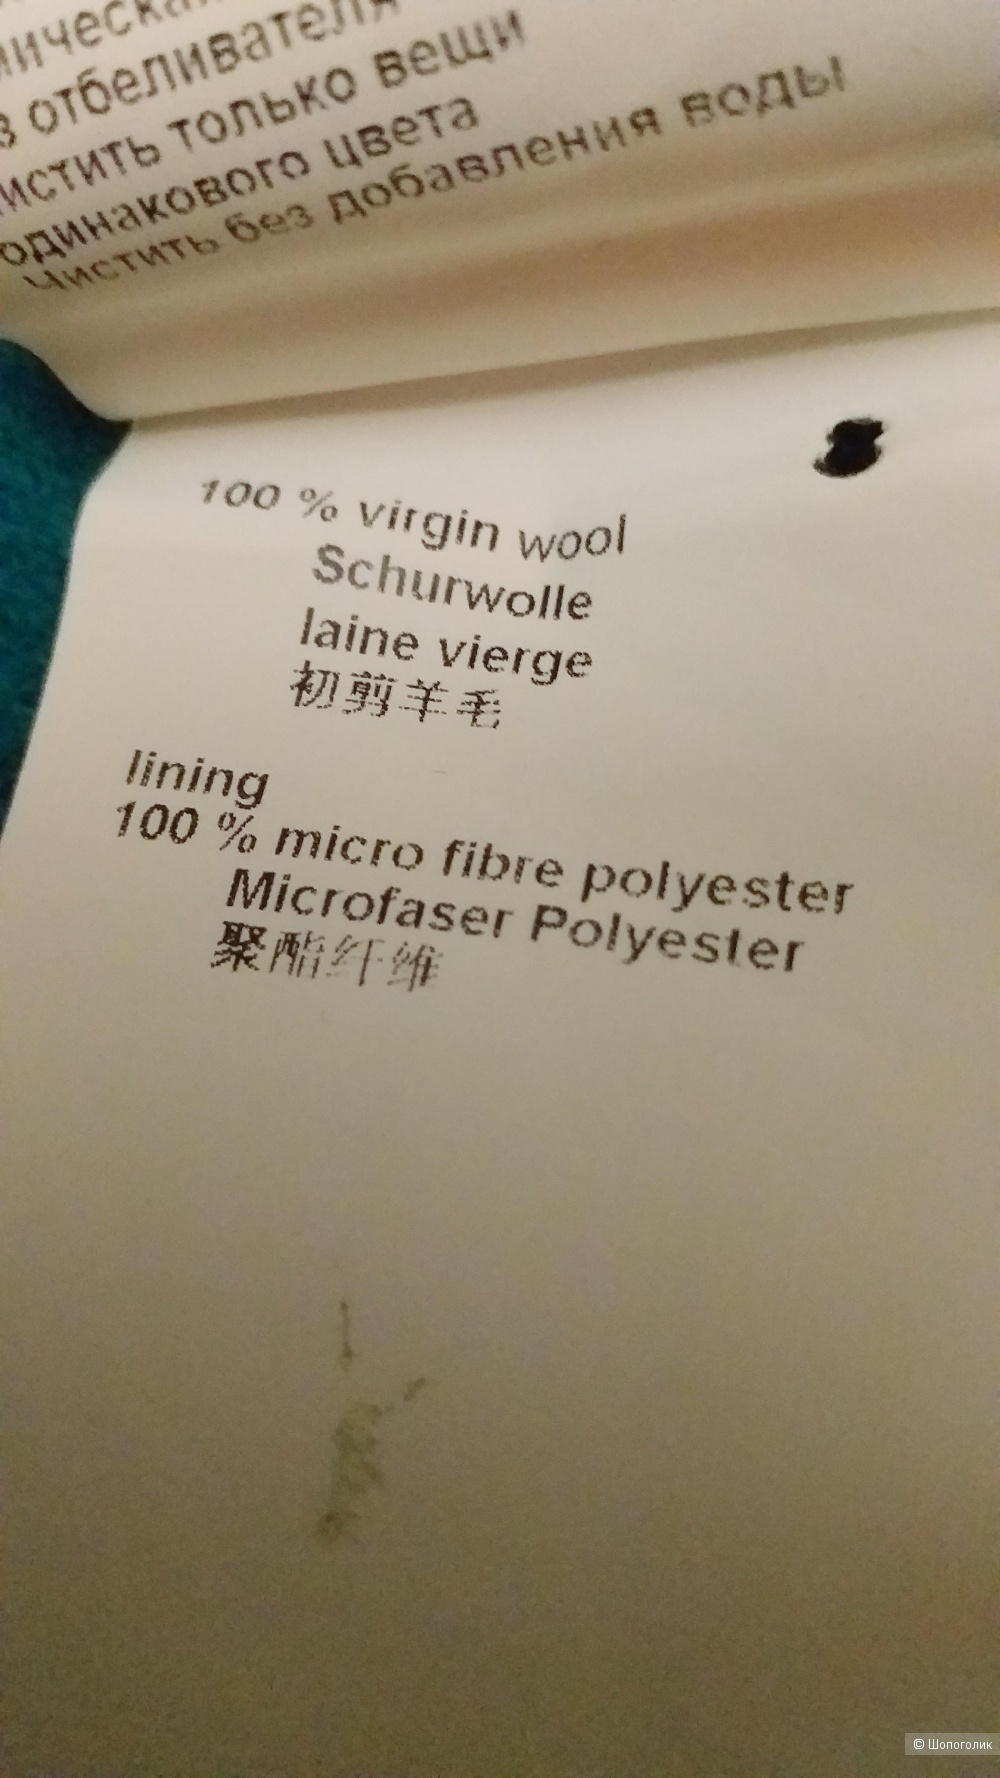 отбеливателя
истить только вещи
одинакового цвета
Чистить без добавления воды
100 % virgin wool
Schurwolle
laine vierge
初剪羊毛
lining
100 % micro fibre polyester
Microfaser Polyester
聚酯纤维
© Шопоголик